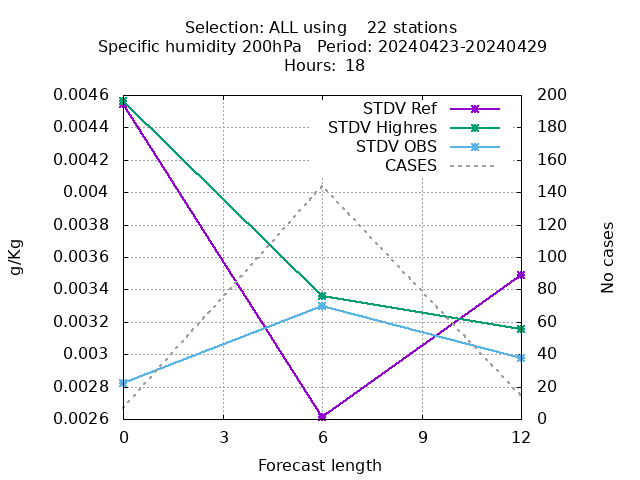 Selection: ALL using    22 stations
Specific humidity 200hPa   Period: 20240423-20240429
Hours: 18
STDV Ref
STDV Highres
STDV OBS
CASES
0.0046
0.0044
0.0042
0.004
0.0038
0.0036
0.0034
0.0032
0.003
0.0028
0.0026
200
180
160
140
120
100
80
60
40
20
0
g/Kg
No cases
0 3 6 9 12
Forecast length